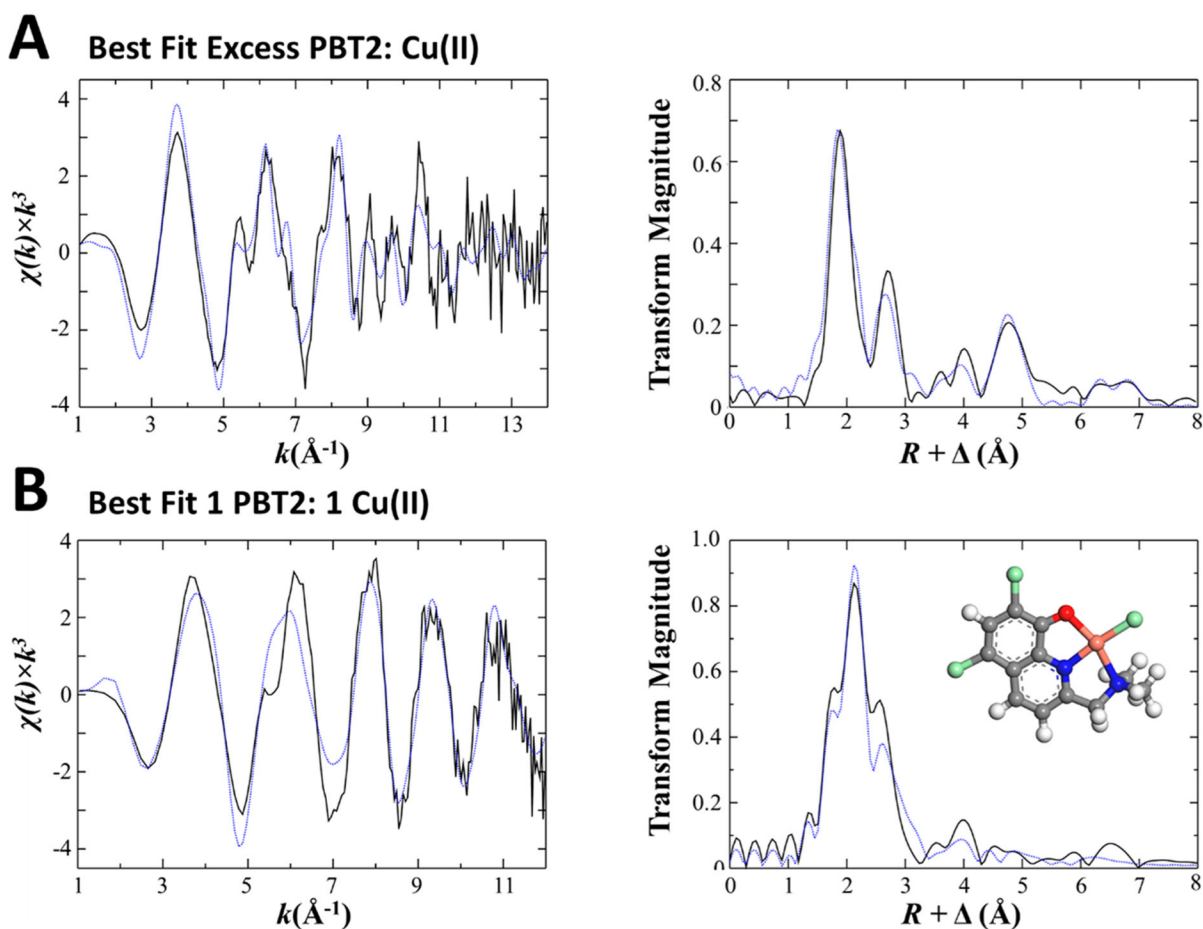 A
Best Fit Excess PBT2: Cu(II)
4
2
0
-2
-4
χ(k)×k³
1 3 5 7 9 11 13
k(Å⁻¹)
0.8
0.6
0.4
0.2
0
Transform Magnitude
0 1 2 3 4 5 6 7 8
R + Δ (Å)
B
Best Fit 1 PBT2: 1 Cu(II)
4
2
0
-2
-4
χ(k)×k³
1 3 5 7 9 11
k(Å⁻¹)
1.0
0.8
0.6
0.4
0.2
0
Transform Magnitude
0 1 2 3 4 5 6 7 8
R + Δ (Å)